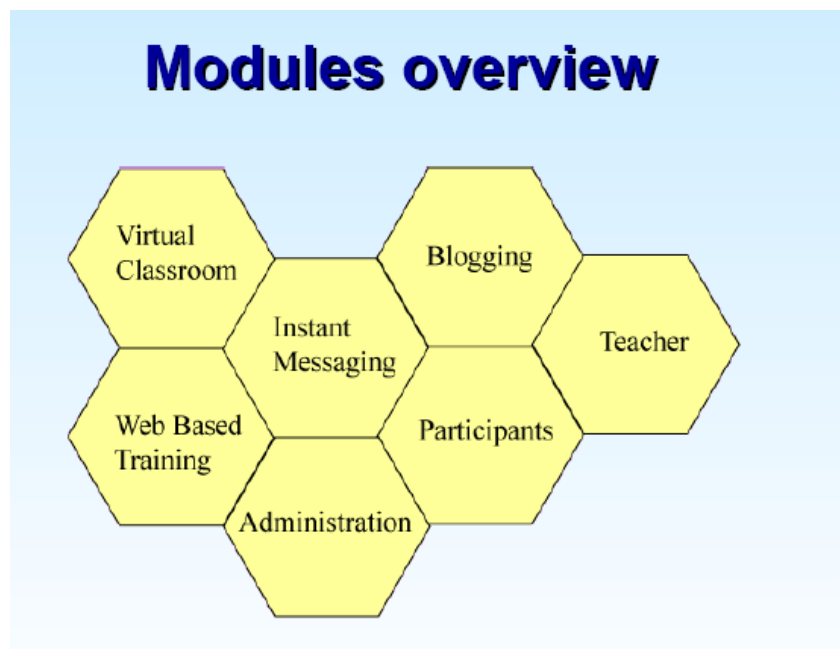 Modules overview
Virtual
Classroom
Blogging
Instant
Messaging
Teacher
Web Based
Training
Participants
Administration